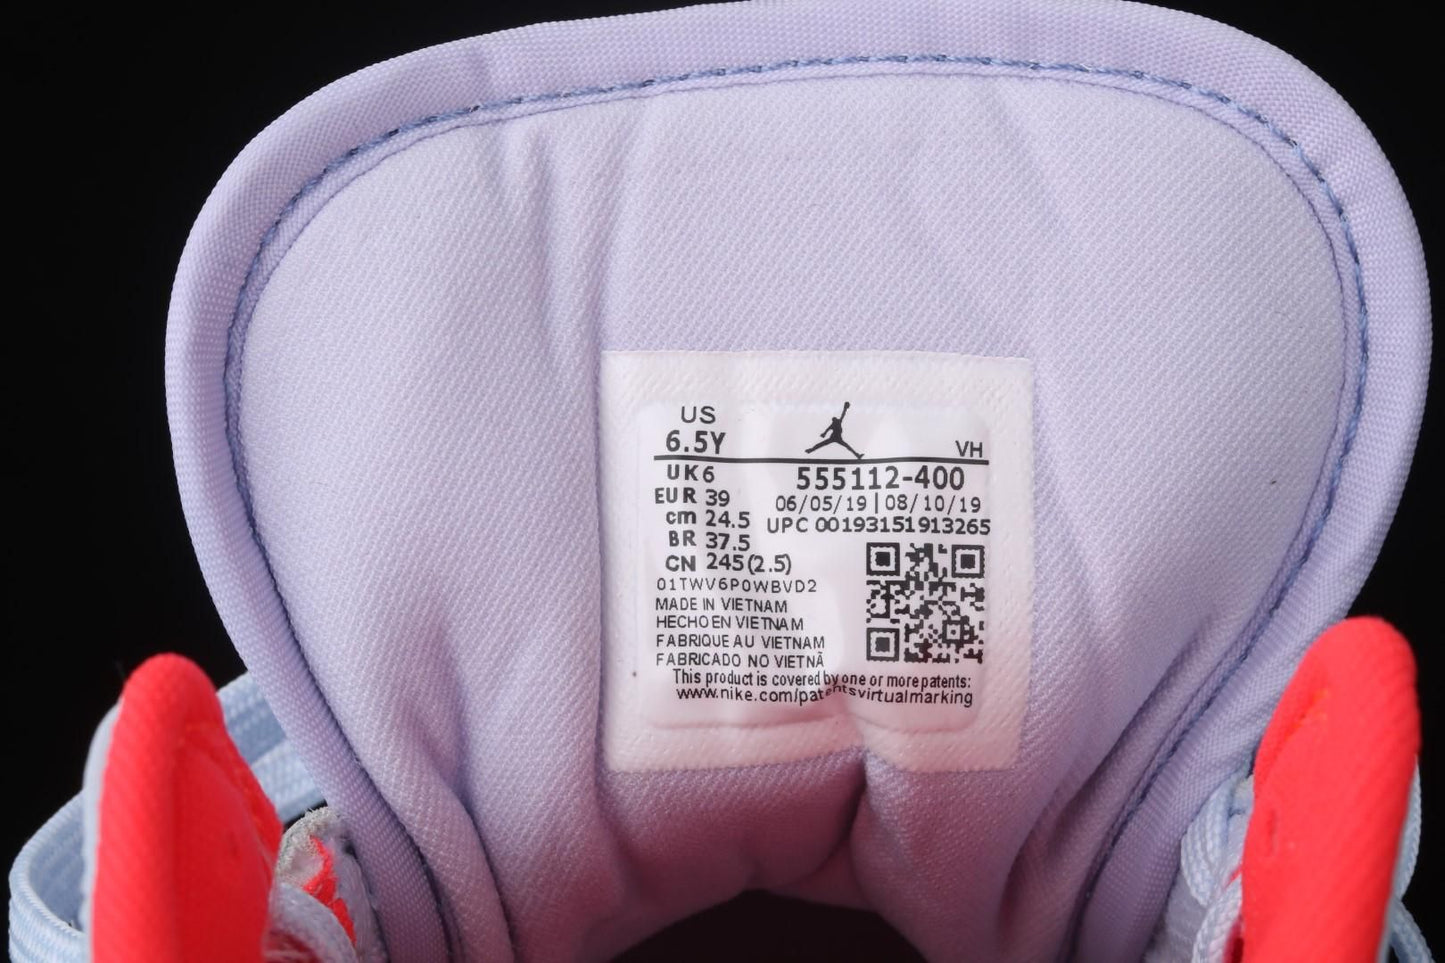 US
6.5Y
VH
UK 6
555112-400
EUR 39
06/05/19 | 08/10/19
cm 24.5
UPC 00193151913265
BR 37.5
CN 245(2.5)
01TWV6P0WBVD2
MADE IN VIETNAM
HECHO EN VIETNAM
FABRIQUE AU VIETNAM
FABRICADO NO VIETNÃ
This product is covered by one or more patents:
www.nike.com/patentsvirtualmarking